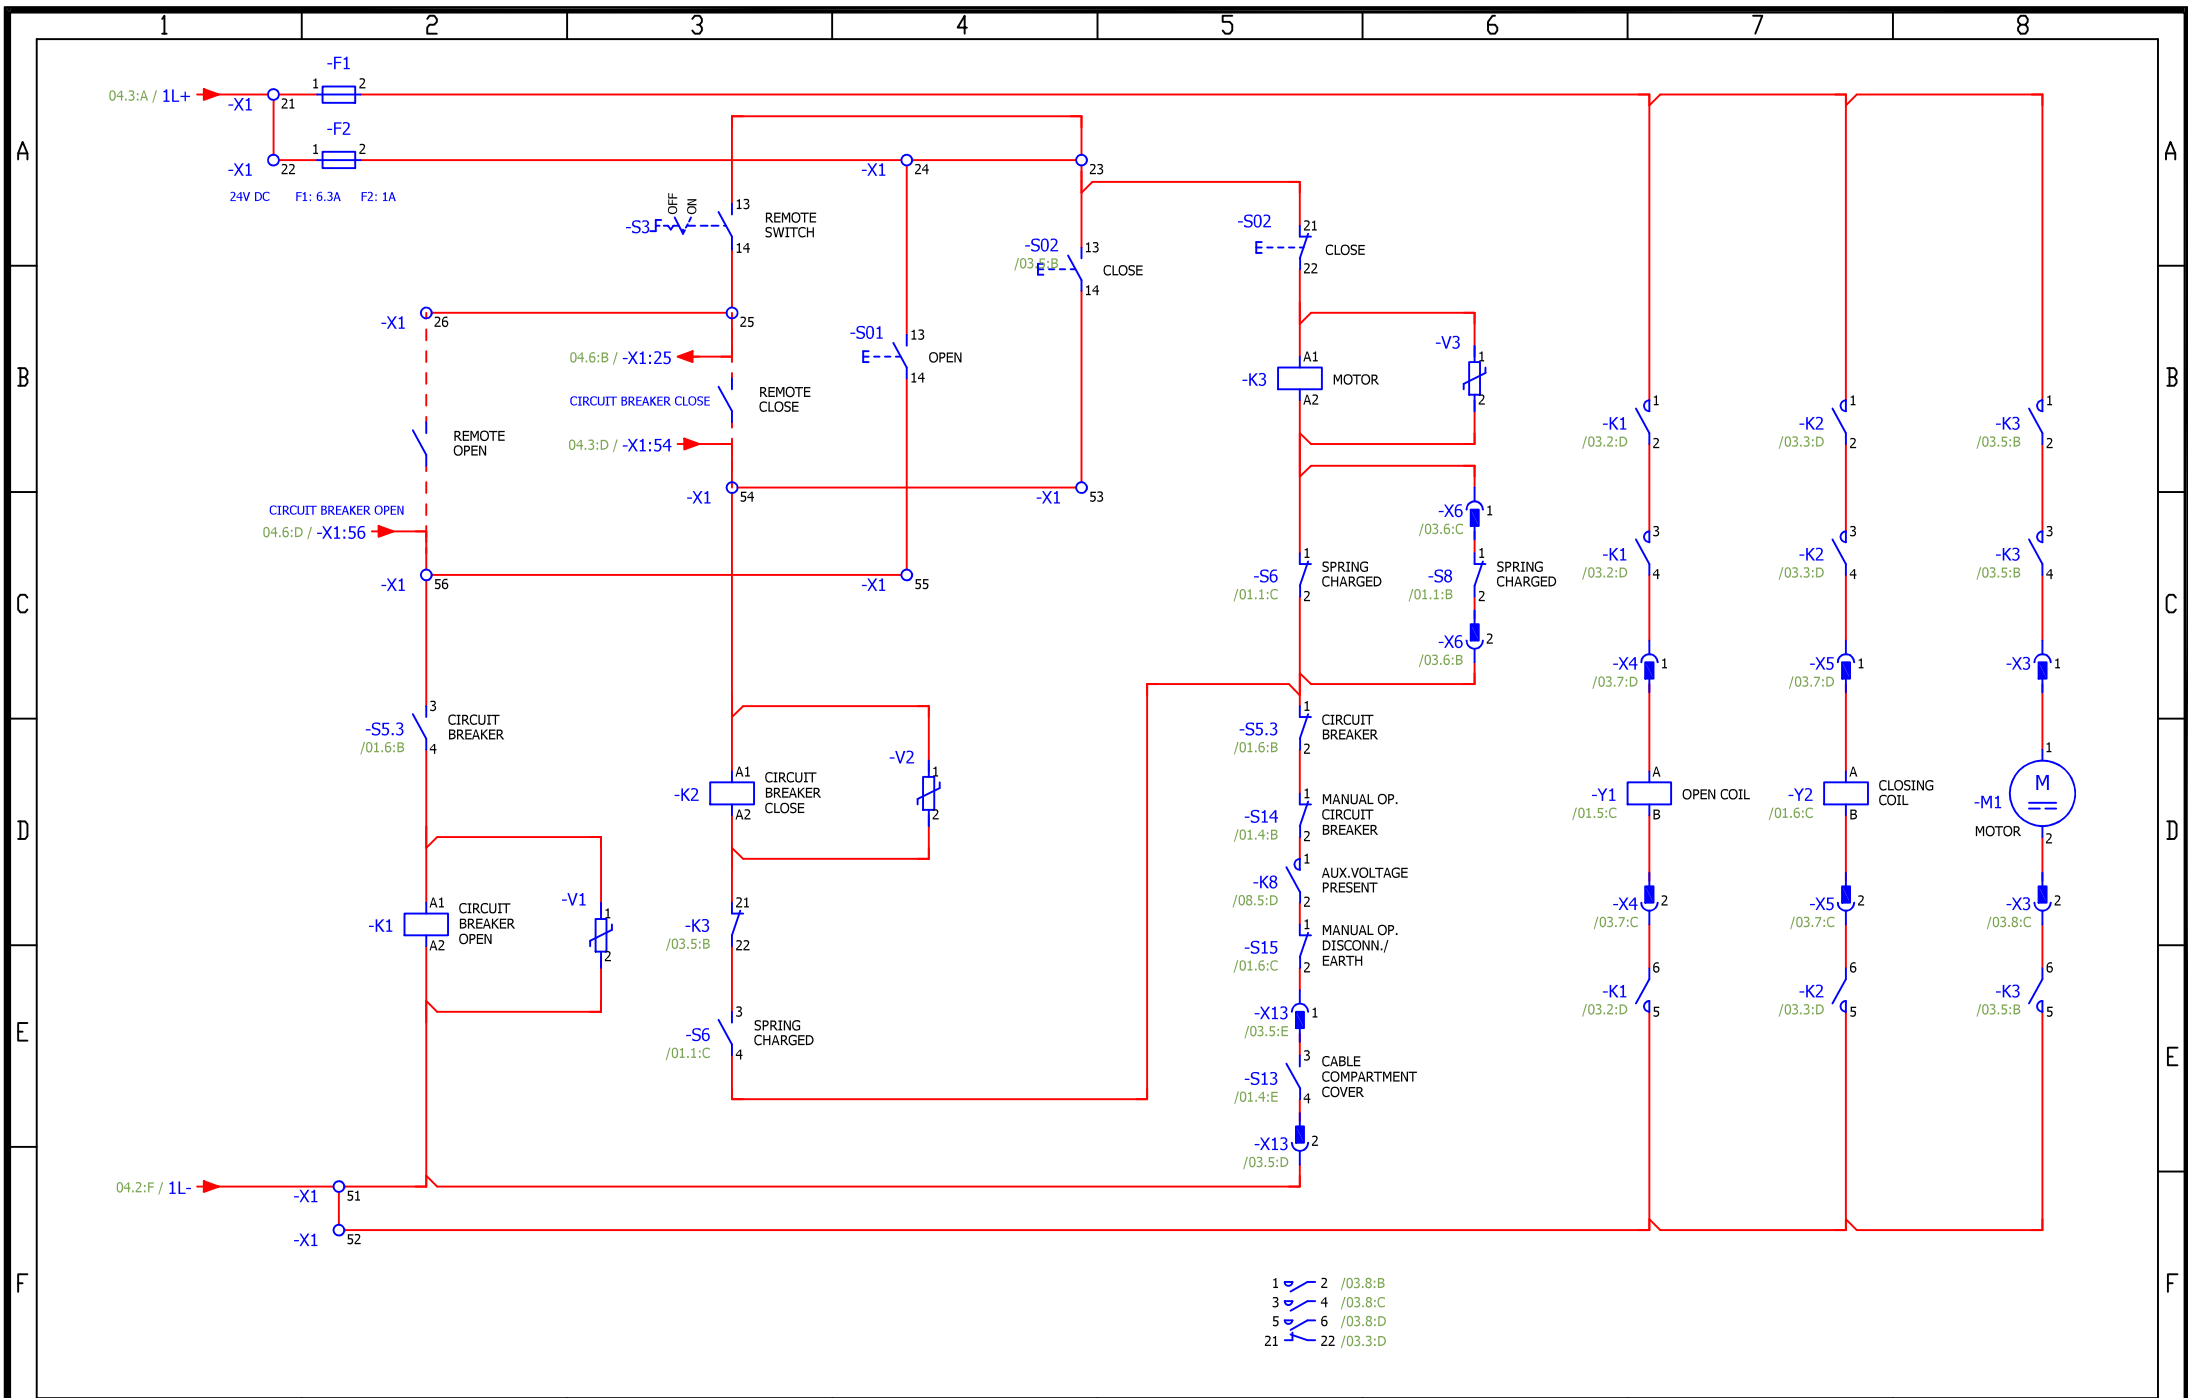 1 2 3 4 5 6 7 8
-F1
1 2
04.3:A / 1L+ -X1 21
-F2
1 2
-X1 22
24V DC F1: 6.3A F2: 1A
A A
-X1 24
23
-S3 OFF ON
13
14
REMOTE
SWITCH
-S02
/03.5:B
13
14
CLOSE
-S02
21
22
CLOSE
-X1 26
25
04.6:B / -X1:25
CIRCUIT BREAKER CLOSE
REMOTE
CLOSE
04.3:D / -X1:54
-S01
13
14
OPEN
B B
-K3
A1
A2
MOTOR
-V3
1
2
REMOTE
OPEN
-K1
/03.2:D
1
2
-K2
/03.3:D
1
2
-K3
/03.5:B
1
2
-X1 54
-X1 53
CIRCUIT BREAKER OPEN
04.6:D / -X1:56
-X1 56
-X1 55
C C
-X6 1
/03.6:C
-S6
/01.1:C
1
2
SPRING
CHARGED
-S8
/01.1:B
1
2
SPRING
CHARGED
-X6 2
/03.6:B
-K1
/03.2:D
3
4
-K2
/03.3:D
3
4
-K3
/03.5:B
3
4
-X4 1
/03.7:D
-X5 1
/03.7:D
-X3 1
-S5.3
/01.6:B
3
4
CIRCUIT
BREAKER
-S5.3
/01.6:B
1
2
CIRCUIT
BREAKER
-K2
A1
A2
CIRCUIT
BREAKER
CLOSE
-V2
1
2
D D
-S14
/01.4:B
1
2
MANUAL OP.
CIRCUIT
BREAKER
-Y1
/01.5:C
A
B
OPEN COIL
-Y2
/01.6:C
A
B
CLOSING
COIL
-M1
MOTOR
1
M
2
-K8
/08.5:D
1
2
AUX.VOLTAGE
PRESENT
-K1
A1
A2
CIRCUIT
BREAKER
OPEN
-V1
1
2
-K3
/03.5:B
21
22
-S15
/01.6:C
1
2
MANUAL OP.
DISCONN./
EARTH
-X4 2
/03.7:C
-X5 2
/03.7:C
-X3 2
/03.8:C
-S6
/01.1:C
3
4
SPRING
CHARGED
E E
-X13 1
/03.5:E
-S13
/01.4:E
3
4
CABLE
COMPARTMENT
COVER
-X13 2
/03.5:D
-K1
/03.2:D
6
5
-K2
/03.3:D
6
5
-K3
/03.5:B
6
5
04.2:F / 1L- -X1 51
-X1 52
F F
1 2 /03.8:B
3 4 /03.8:C
5 6 /03.8:D
21 22 /03.3:D